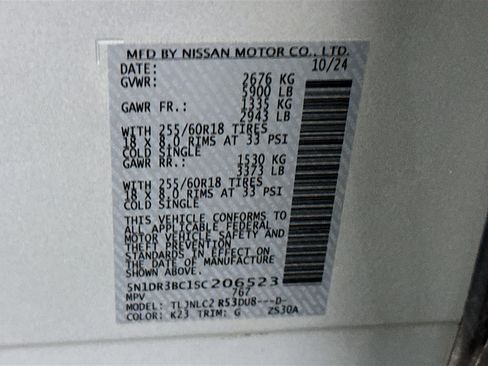 MFD BY NISSAN MOTOR CO., LTD.
DATE: 10/24
GVWR: 2676 KG
5900 LB
GAWR FR.: 1335 KG
2943 LB
WITH 255/60R18 TIRES
18 X 8.0 RIMS AT 33 PSI
COLD SINGLE
GAWR RR.: 1530 KG
3373 LB
WITH 255/60R18 TIRES
18 X 8.0 RIMS AT 33 PSI
COLD SINGLE
THIS VEHICLE CONFORMS TO
ALL APPLICABLE FEDERAL
MOTOR VEHICLE SAFETY AND
THEFT PREVENTION
STANDARDS IN EFFECT ON
DATE OF MANUFACTURE
5N1DR3BC1SC206523
MPV 767
MODEL: TLJNLC2 R53DU8---D-
COLOR: K23 TRIM: G ZS30A